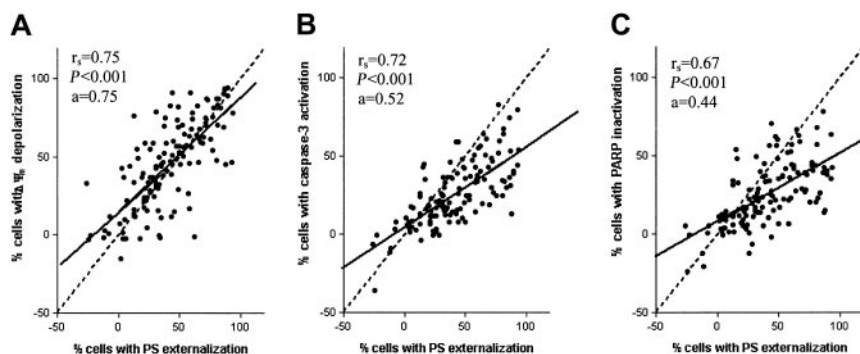 A
r_s=0.75
P<0.001
a=0.75
% cells with Δ Ψm depolarization
100
50
0
-50
-50
0
50
100
% cells with PS externalization
B
r_s=0.72
P<0.001
a=0.52
% cells with caspase-3 activation
100
50
0
-50
-50
0
50
100
% cells with PS externalization
C
r_s=0.67
P<0.001
a=0.44
% cells with PARP inactivation
100
50
0
-50
-50
0
50
100
% cells with PS externalization